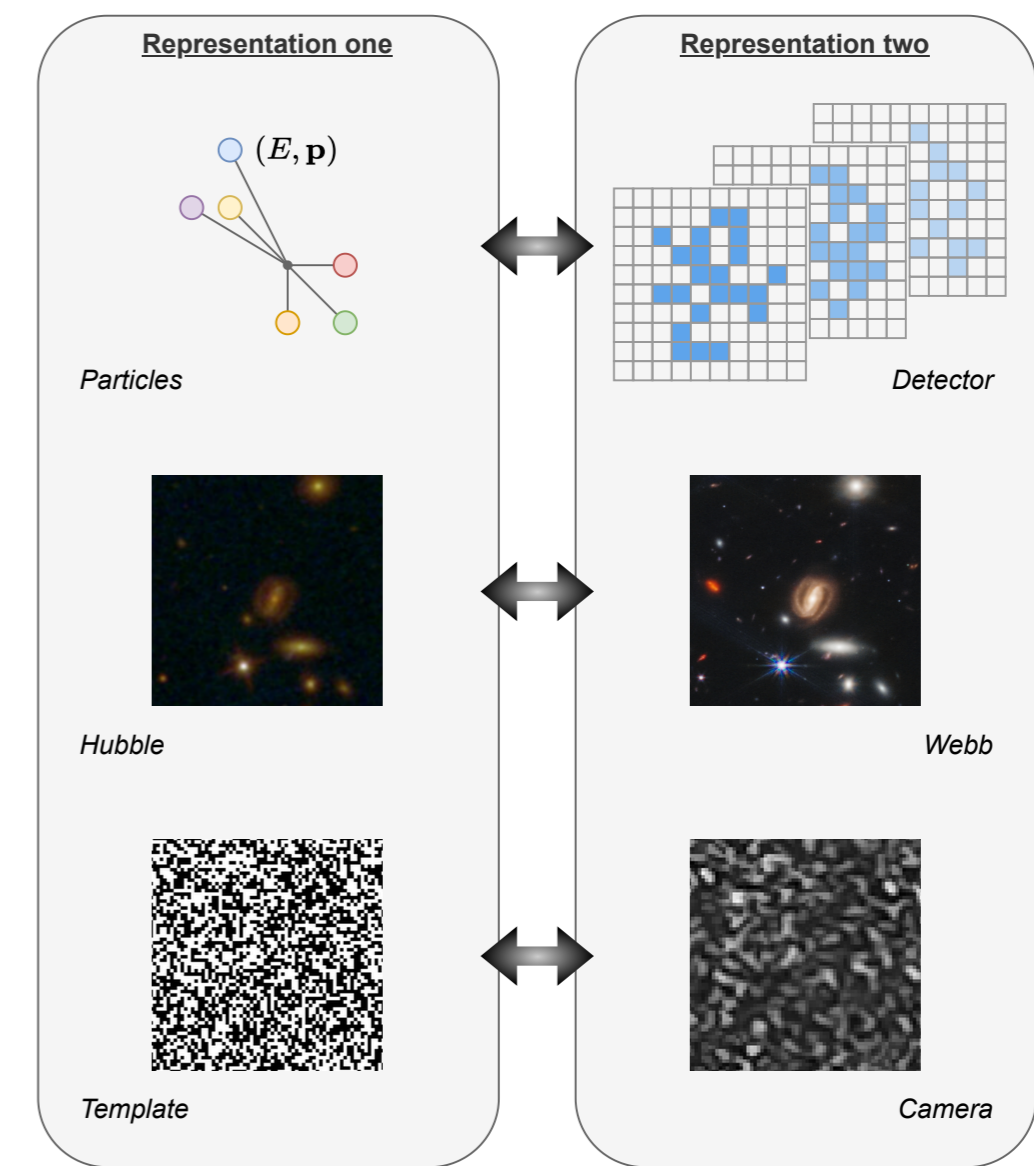 Representation one
Representation two
(E, p)
Particles
Detector
Hubble
Webb
Template
Camera